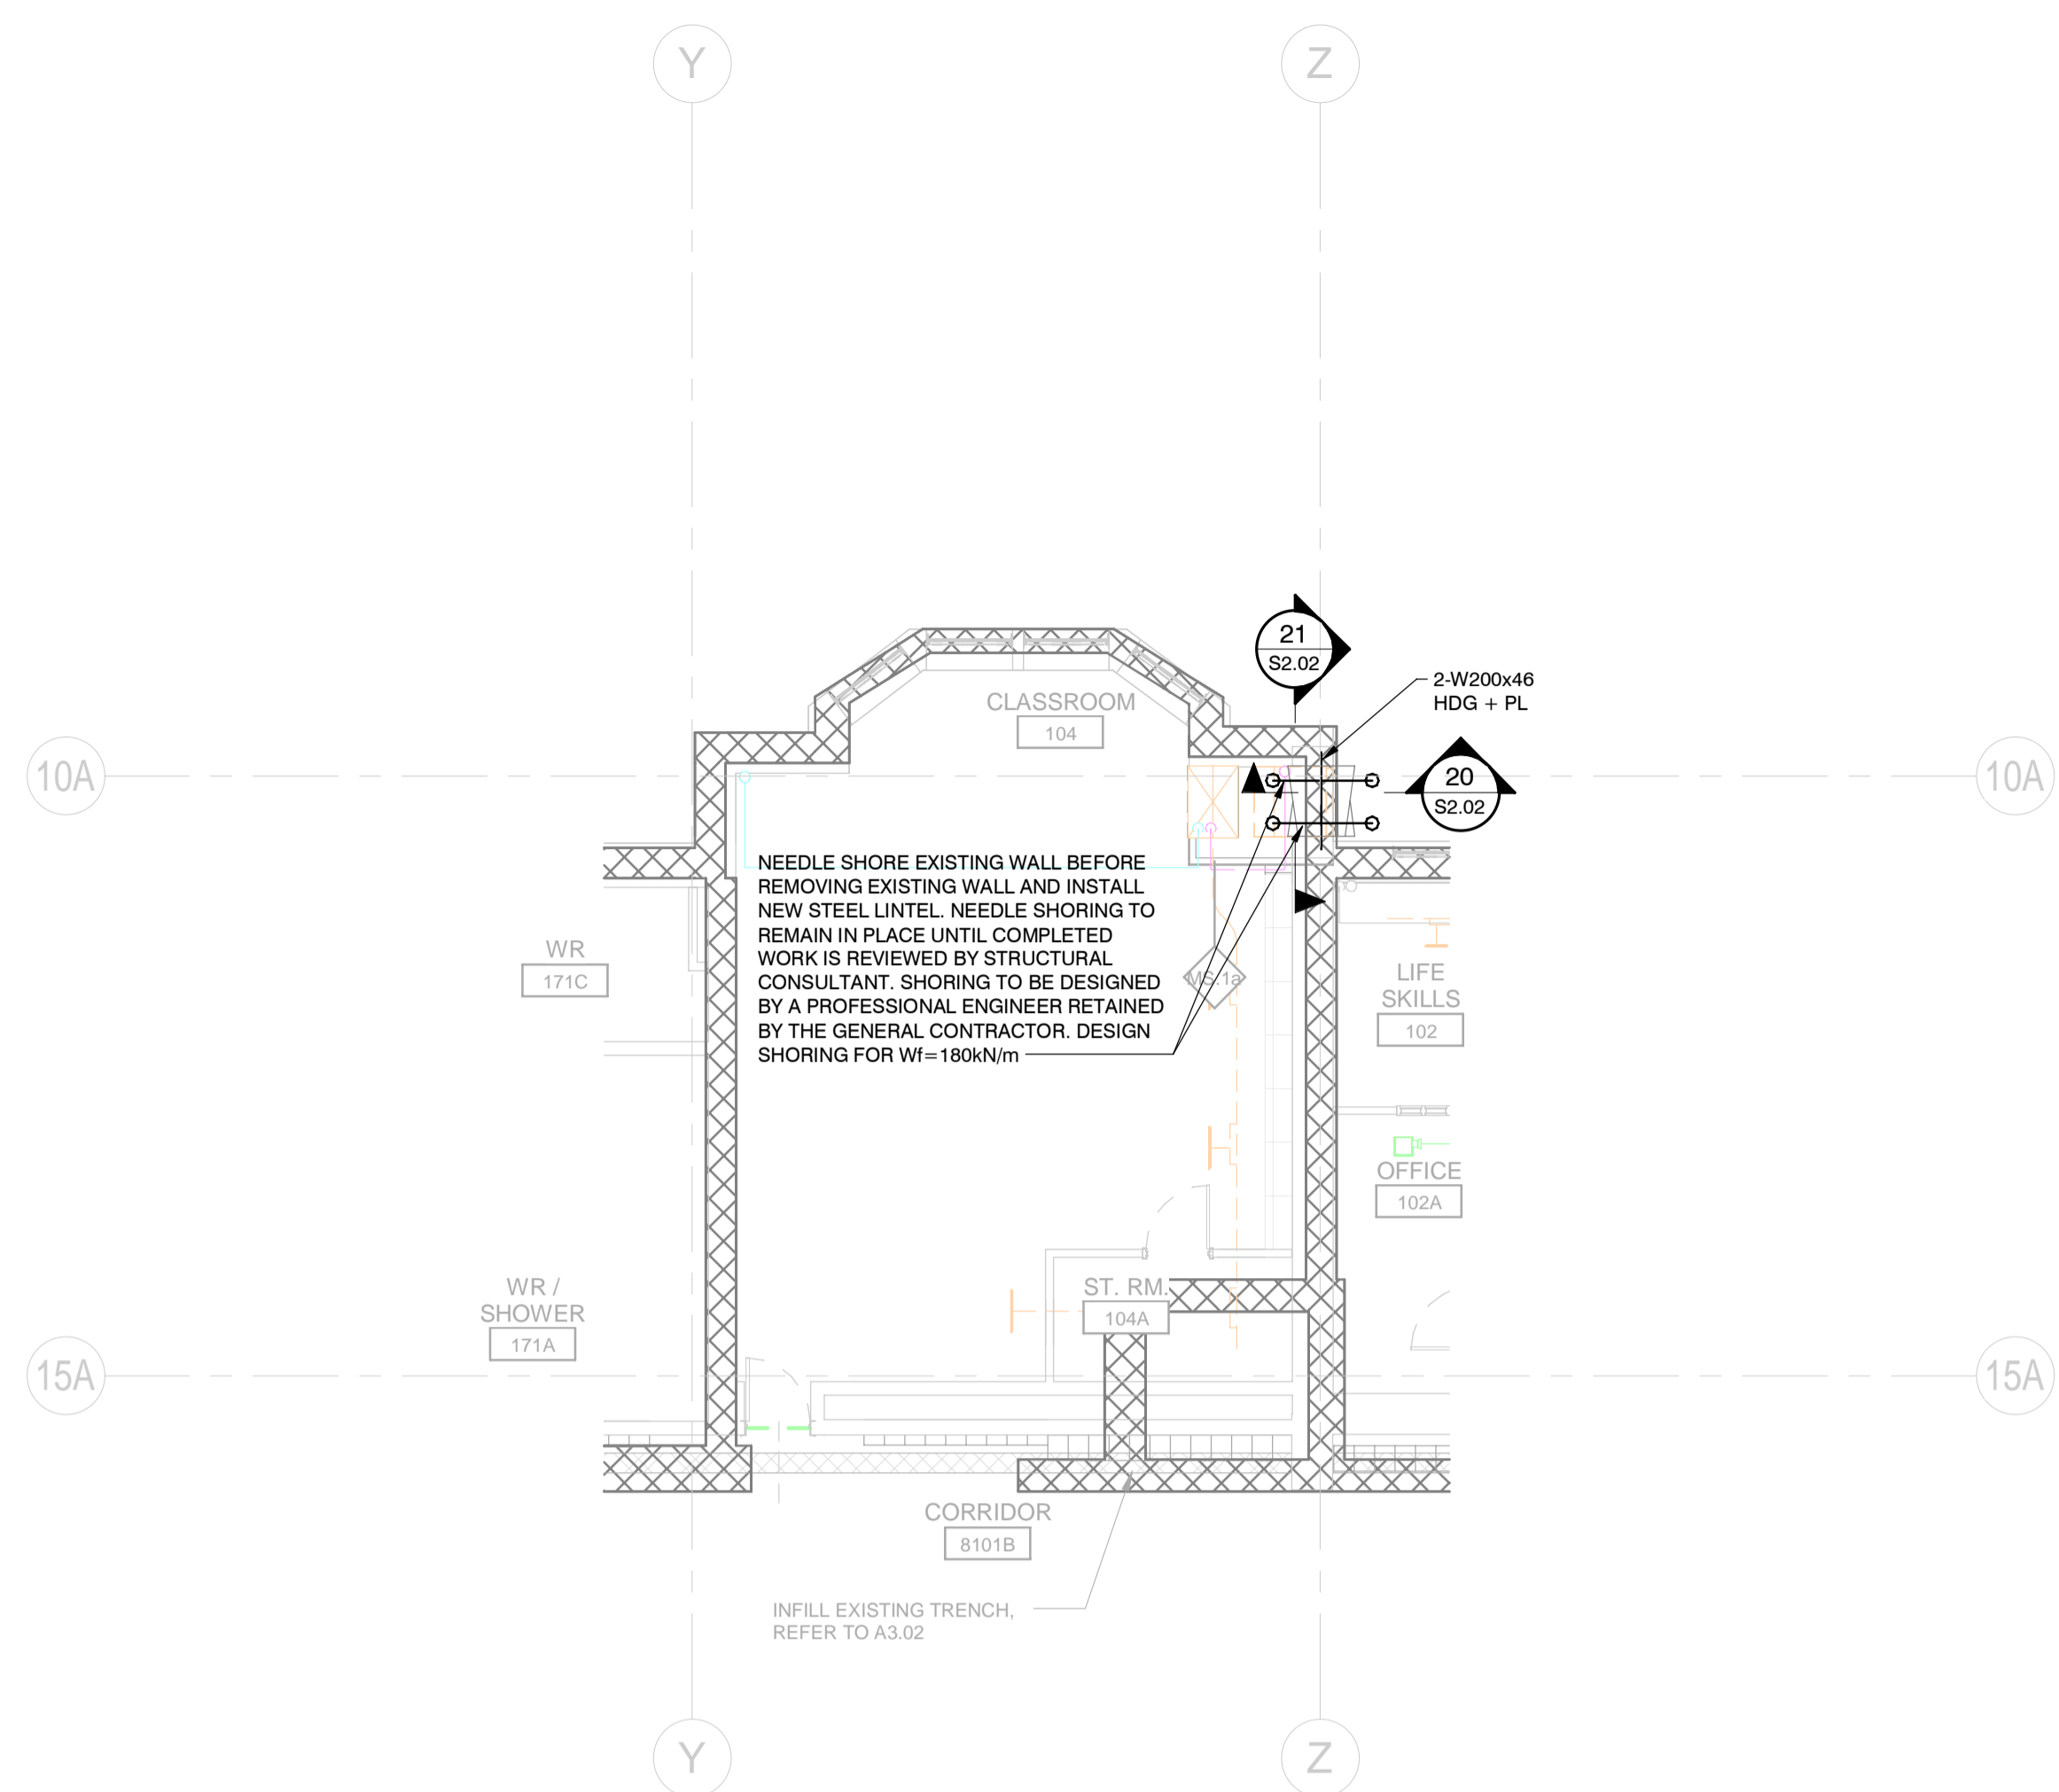 Y
Z
21
S2.02
2-W200x46
HDG + PL
CLASSROOM
104
10A
20
S2.02
10A
NEEDLE SHORE EXISTING WALL BEFORE
REMOVING EXISTING WALL AND INSTALL
NEW STEEL LINTEL. NEEDLE SHORING TO
REMAIN IN PLACE UNTIL COMPLETED
WORK IS REVIEWED BY STRUCTURAL
CONSULTANT. SHORING TO BE DESIGNED
BY A PROFESSIONAL ENGINEER RETAINED
BY THE GENERAL CONTRACTOR. DESIGN
SHORING FOR Wf=180kN/m
WR
171C
MS.1a
LIFE
SKILLS
102
OFFICE
102A
WR /
SHOWER
171A
ST. RM.
104A
15A
15A
CORRIDOR
8101B
INFILL EXISTING TRENCH,
REFER TO A3.02
Y
Z